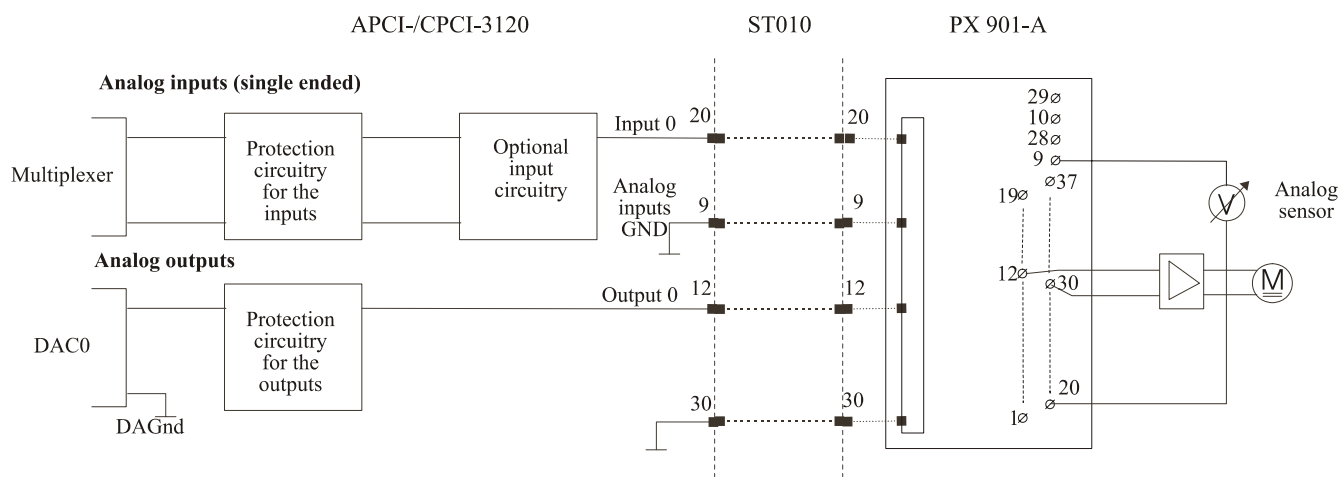 APCI-/CPCI-3120
ST010
PX 901-A
Analog inputs (single ended)
Multiplexer
Protection
circuitry
for the
inputs
Optional
input
circuitry
Input 0
20
20
Analog
inputs
GND
9
9
Analog outputs
DAC0
DAGnd
Protection
circuitry
for the
outputs
Output 0
12
12
30
30
29
10
28
9
37
19
12
30
20
1
V
Analog
sensor
M